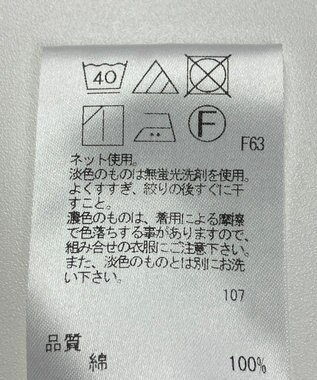 40
F
F63
ネット使用。
淡色のものは無蛍光洗剤を使用。
よくすすぎ、絞りの後すぐに干
すこと。
濃色のものは、着用による摩擦
で色落ちする事がありますので、
組み合せの衣服にご注意下さい。
また、淡色のものとは別にお洗
い下さい。
107
品質
綿 100%